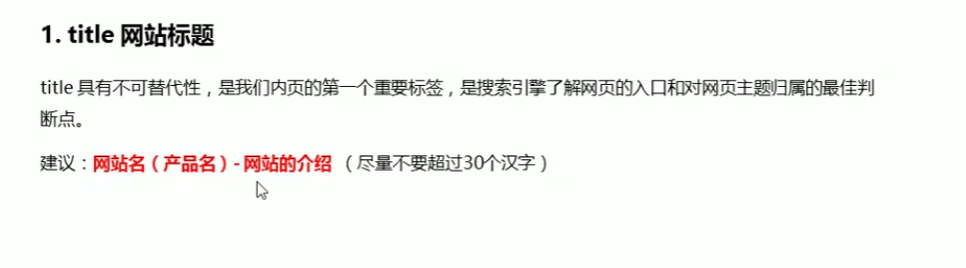 1. title 网站标题
title 具有不可替代性，是我们内页的第一个重要标签，是搜索引擎了解网页的入口和对网页主题归属的最佳判
断点。
建议：网站名（产品名）- 网站的介绍 （尽量不要超过30个汉字）